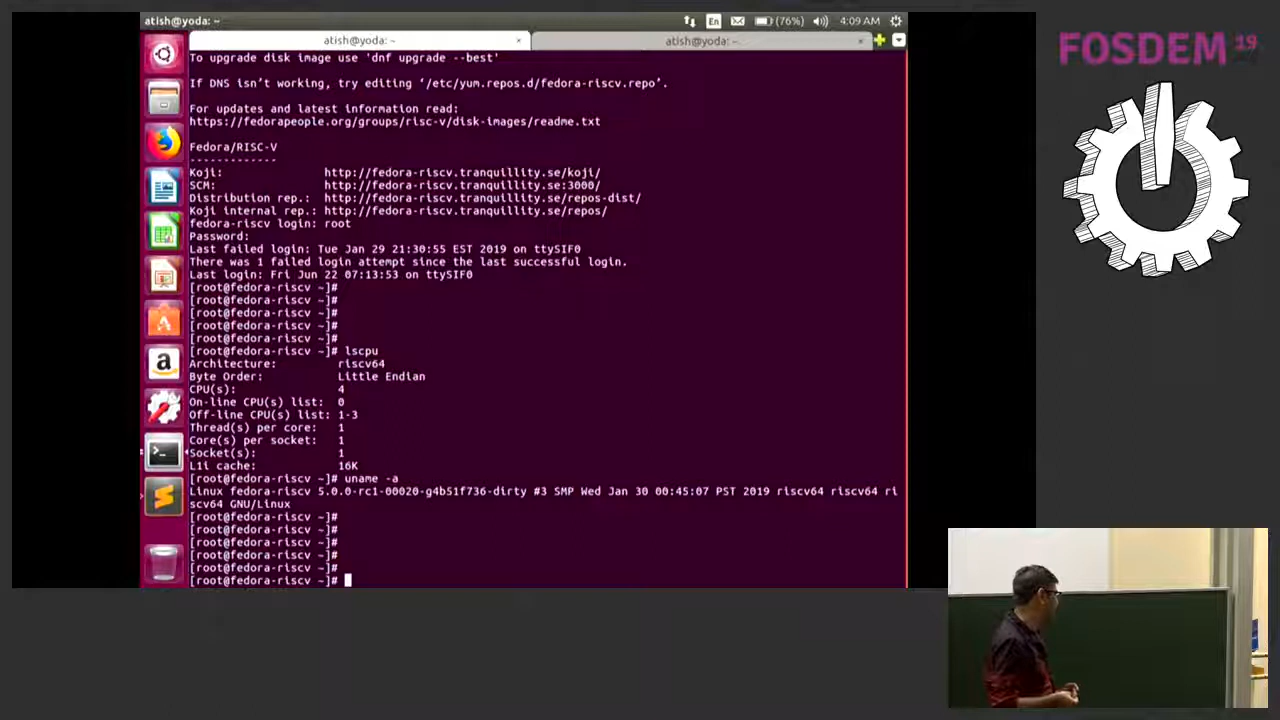 atish@yoda: ~
En
(76%)
4:09 AM
FOSDEM 19
atish@yoda: ~ ×
atish@yoda: ~ ×
To upgrade disk image use 'dnf upgrade --best'
If DNS isn't working, try editing ‘/etc/yum.repos.d/fedora-riscv.repo’.
For updates and latest information read:
https://fedorapeople.org/groups/risc-v/disk-images/readme.txt
Fedora/RISC-V
-------------
Koji: http://fedora-riscv.tranquillity.se/koji/
SCM: http://fedora-riscv.tranquillity.se:3000/
Distribution rep.: http://fedora-riscv.tranquillity.se/repos-dist/
Koji internal rep.: http://fedora-riscv.tranquillity.se/repos/
fedora-riscv login: root
Password:
Last failed login: Tue Jan 29 21:30:55 EST 2019 on ttySIF0
There was 1 failed login attempt since the last successful login.
Last login: Fri Jun 22 07:13:53 on ttySIF0
[root@fedora-riscv ~]#
[root@fedora-riscv ~]#
[root@fedora-riscv ~]#
[root@fedora-riscv ~]#
[root@fedora-riscv ~]#
[root@fedora-riscv ~]# lscpu
Architecture: riscv64
Byte Order: Little Endian
CPU(s): 4
On-line CPU(s) list: 0
Off-line CPU(s) list: 1-3
Thread(s) per core: 1
Core(s) per socket: 1
Socket(s): 1
L1i cache: 16K
[root@fedora-riscv ~]# uname -a
Linux fedora-riscv 5.0.0-rc1-00020-g4b51f736-dirty #3 SMP Wed Jan 30 00:45:07 PST 2019 riscv64 riscv64 ri
scv64 GNU/Linux
[root@fedora-riscv ~]#
[root@fedora-riscv ~]#
[root@fedora-riscv ~]#
[root@fedora-riscv ~]#
[root@fedora-riscv ~]#
[root@fedora-riscv ~]#